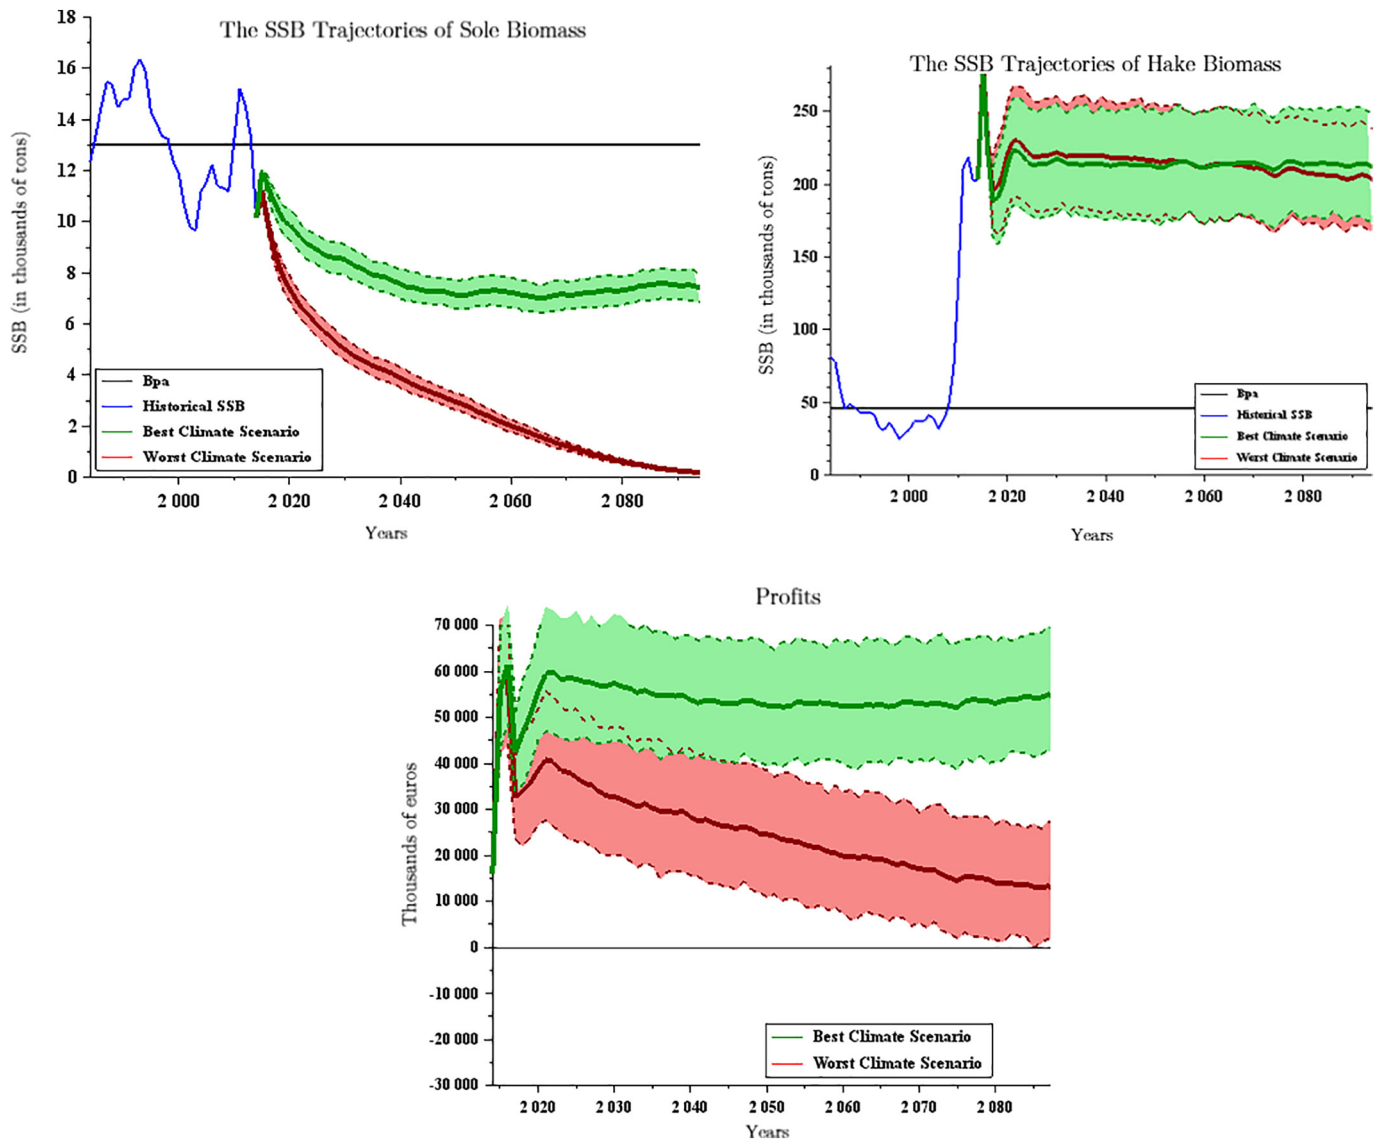 The SSB Trajectories of Sole Biomass
18
16
14
12
10
8
6
4
2
0
SSB (in thousands of tons)
Bpa
Historical SSB
Best Climate Scenario
Worst Climate Scenario
2 000 2 020 2 040 2 060 2 080
Years
The SSB Trajectories of Hake Biomass
250
200
150
100
50
0
SSB (in thousands of tons)
Bpa
Historical SSB
Best Climate Scenario
Worst Climate Scenario
2 000 2 020 2 040 2 060 2 080
Years
Profits
70 000
60 000
50 000
40 000
30 000
20 000
10 000
0
-10 000
-20 000
-30 000
Thousands of euros
Best Climate Scenario
Worst Climate Scenario
2 020 2 030 2 040 2 050 2 060 2 070 2 080
Years